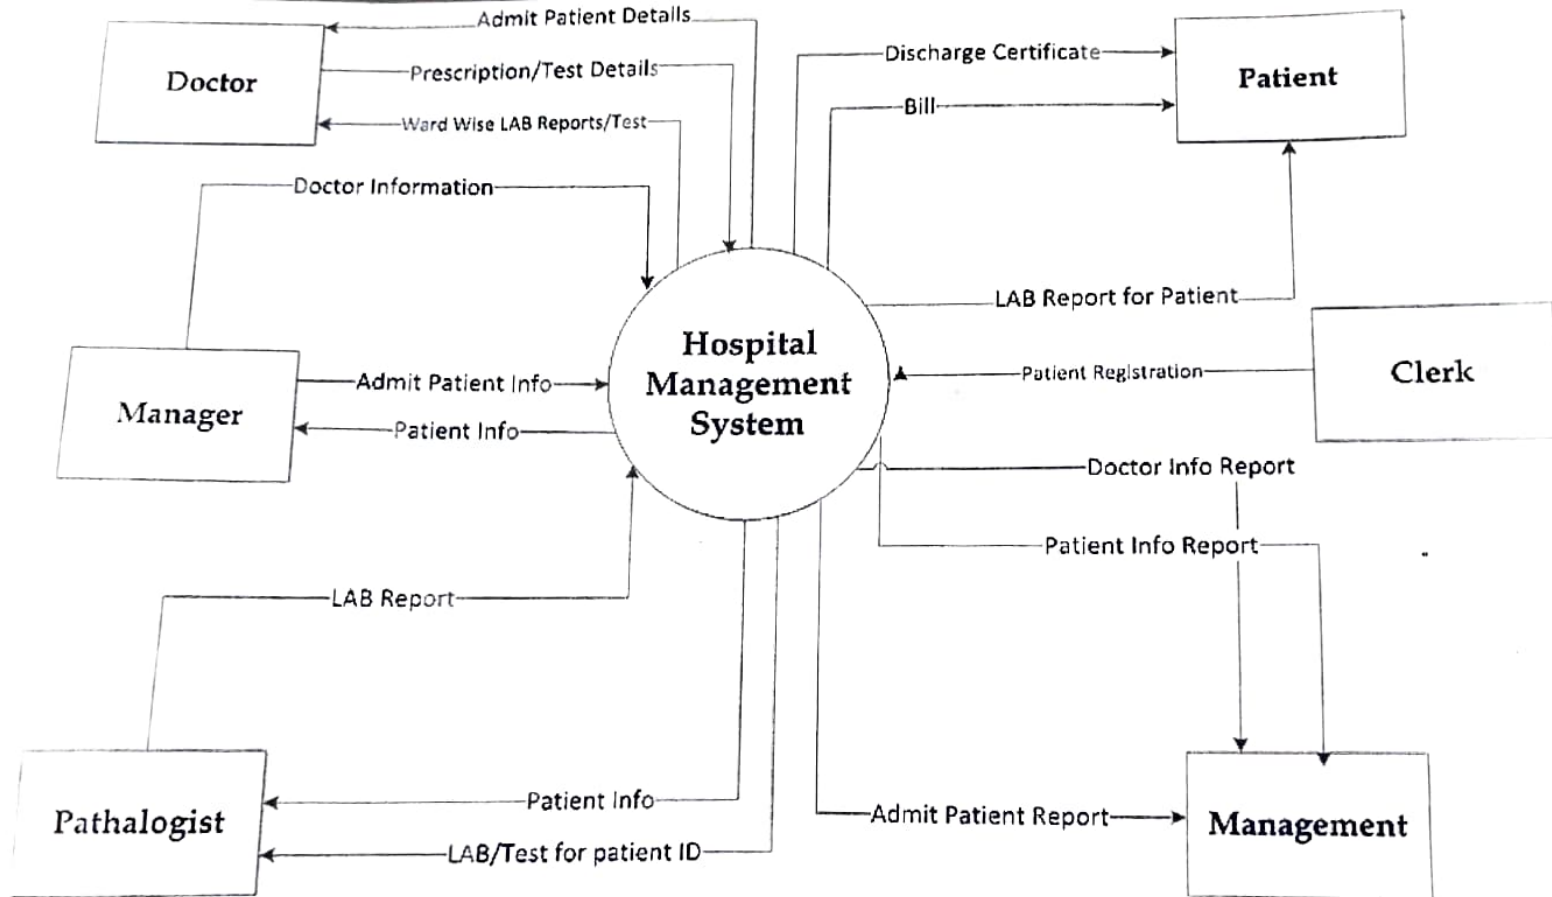 Admit Patient Details
Doctor
Prescription/Test Details
Ward Wise LAB Reports/Test
Discharge Certificate
Patient
Bill
Doctor Information
LAB Report for Patient
Hospital
Management
System
Patient Registration
Clerk
Manager
Admit Patient Info
Patient Info
Doctor Info Report
Patient Info Report
LAB Report
Pathalogist
Patient Info
LAB/Test for patient ID
Admit Patient Report
Management